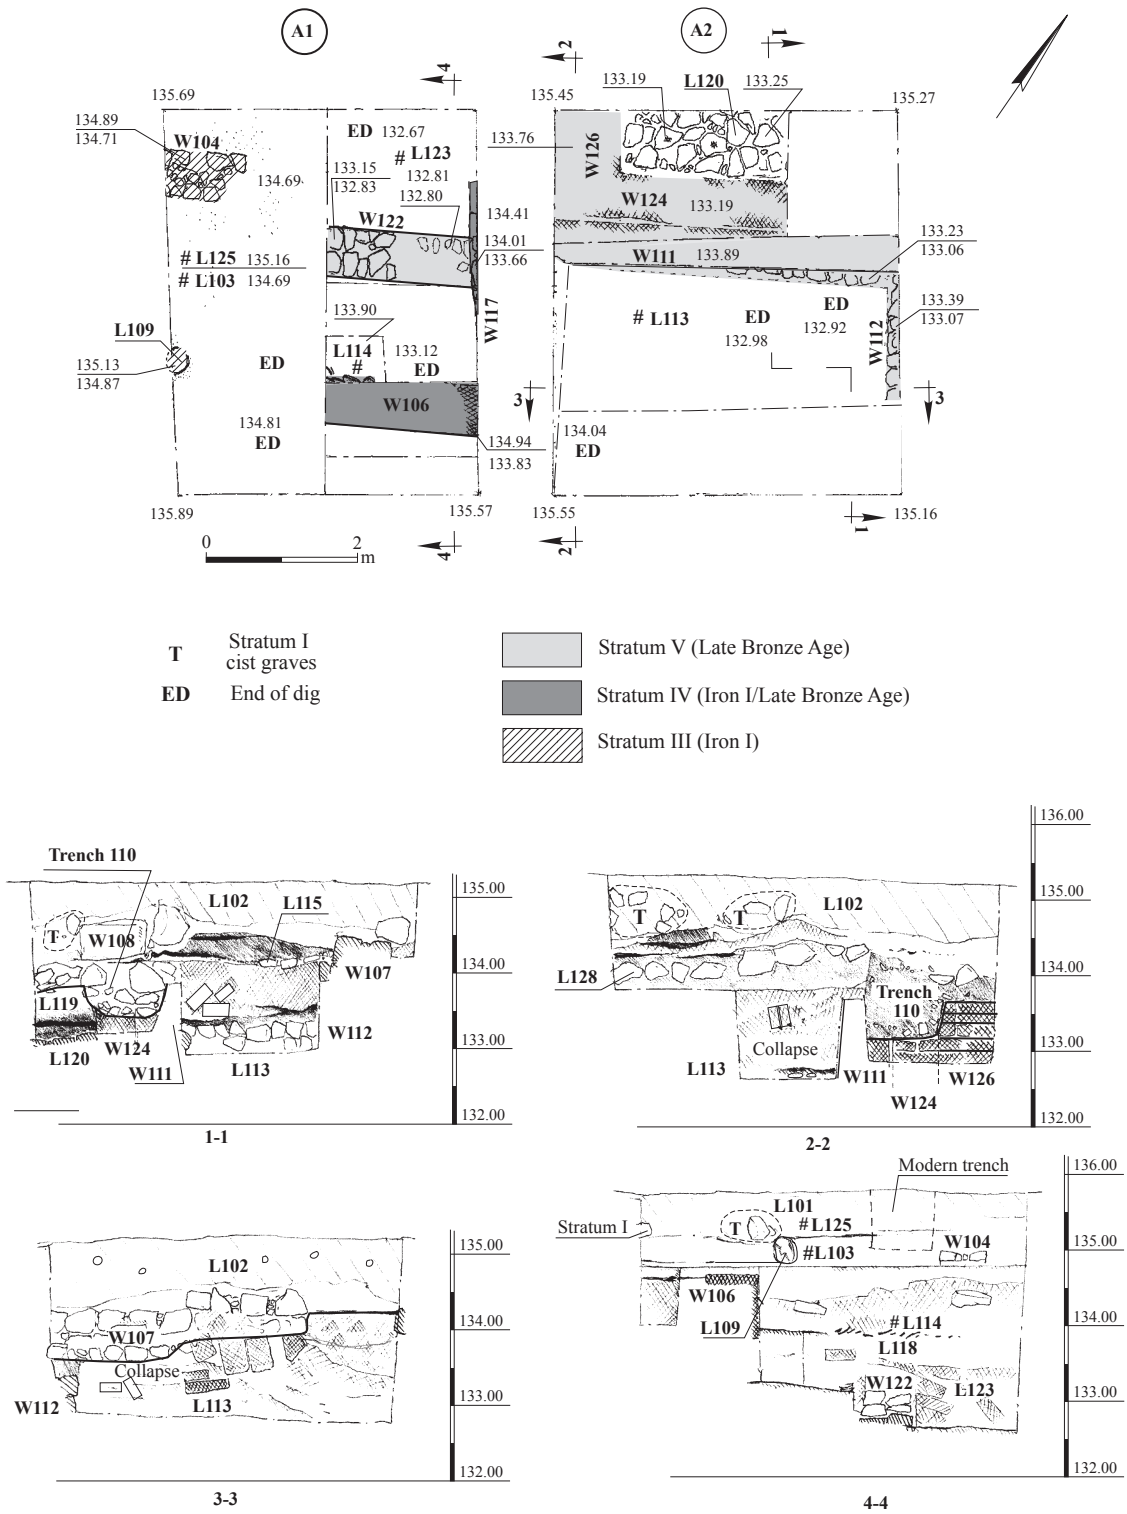 A1
A2
4
2
1
135.69
134.89
134.71
W104
134.69
ED 132.67
# L123
132.81
132.80
133.15
132.83
W122
134.41
134.01
133.66
W117
# L125 135.16
# L103 134.69
L109
135.13
134.87
ED
134.81
ED
133.90
L114
#
133.12
ED
W106
134.94
133.83
135.89
135.57
4
0 2
m
135.45
133.19
L120
133.25
135.27
133.76
W126
W124
133.19
W111
133.89
133.23
133.06
# L113
ED
132.98
ED
132.92
W112
133.39
133.07
3
3
134.04
ED
135.55
135.16
2
1
T
Stratum I
cist graves
ED
End of dig
Stratum V (Late Bronze Age)
Stratum IV (Iron I/Late Bronze Age)
Stratum III (Iron I)
Trench 110
L102
L115
T
W108
W107
L119
L120
W124
W111
L113
W112
135.00
134.00
133.00
132.00
1-1
T
T
L102
L128
Trench
110
Collapse
L113
W111
W124
W126
136.00
135.00
134.00
133.00
132.00
2-2
L102
W107
Collapse
L113
W112
135.00
134.00
133.00
132.00
3-3
Modern trench
L101
Stratum I
T
# L125
# L103
W104
W106
L109
# L114
L118
W122
L123
136.00
135.00
134.00
133.00
132.00
4-4